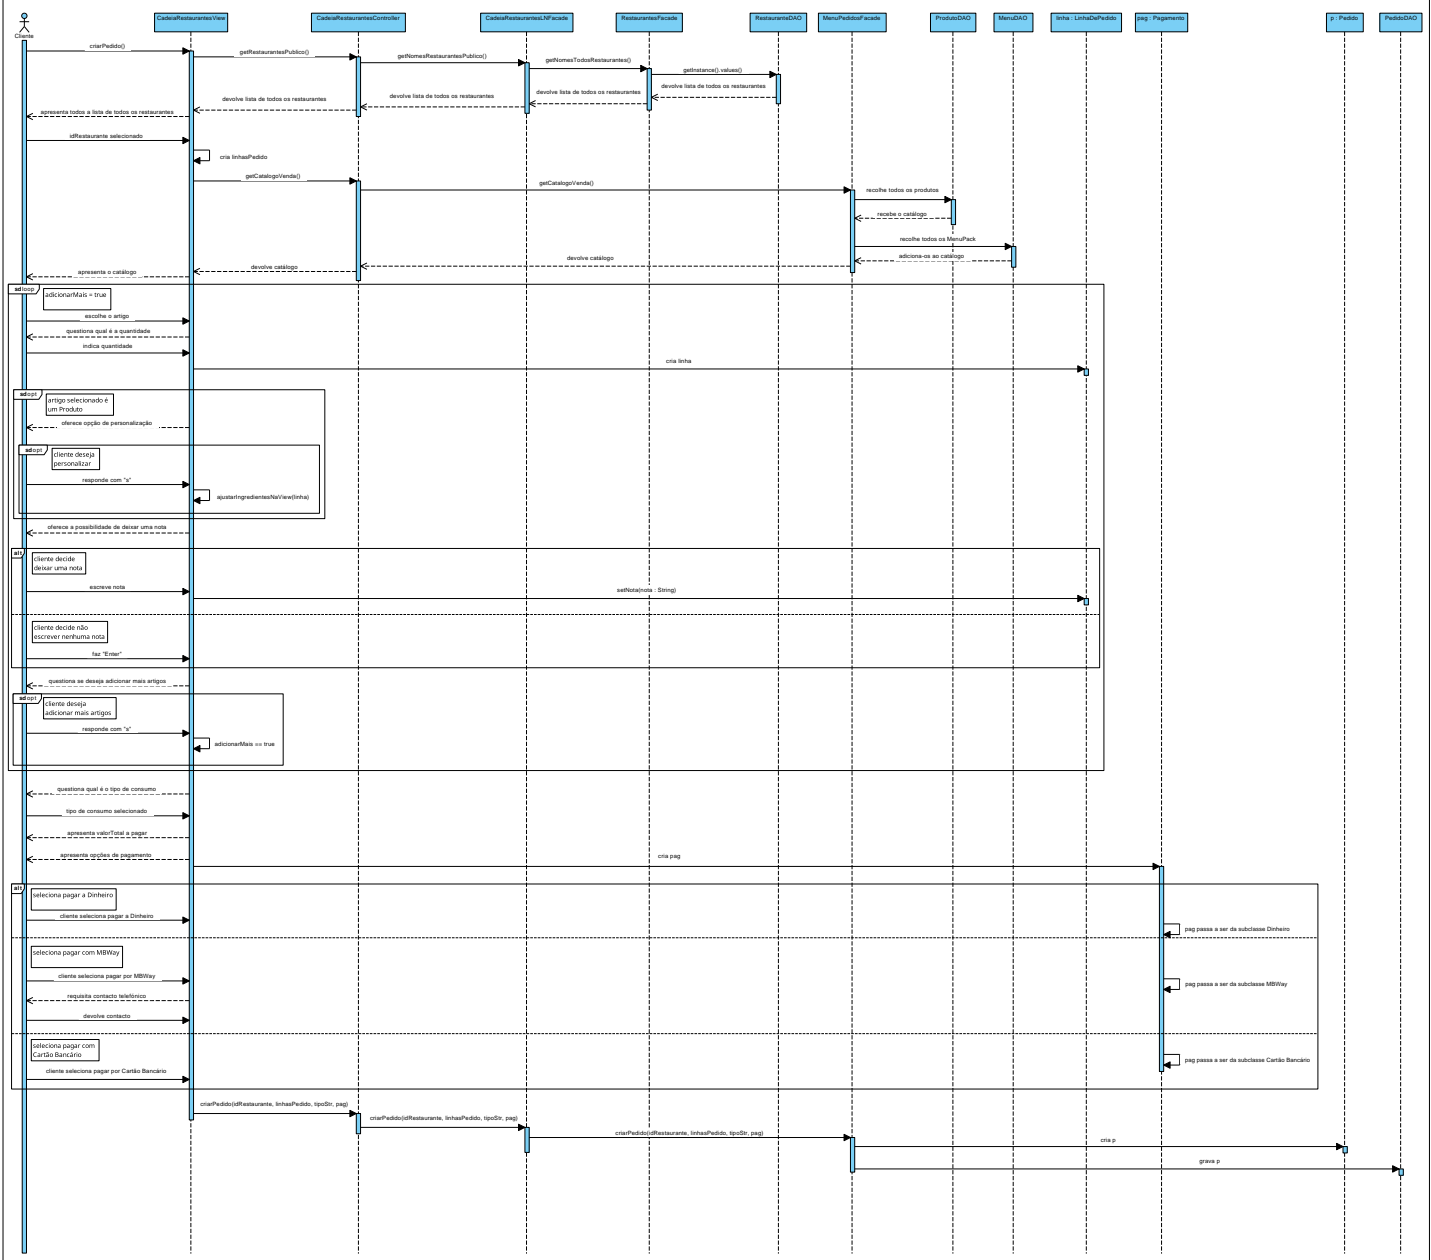 Cliente
CadeiaRestaurantesView
CadeiaRestaurantesController
CadeiaRestaurantesLNFacade
RestaurantesFacade
RestauranteDAO
MenuPedidosFacade
ProdutoDAO
MenuDAO
linha : LinhaDePedido
pag : Pagamento
p : Pedido
PedidoDAO
criarPedido()
getRestaurantesPublico()
getNomesRestaurantesPublico()
getNomesTodosRestaurantes()
getInstance().values()
devolve lista de todos os restaurantes
devolve lista de todos os restaurantes
devolve lista de todos os restaurantes
devolve lista de todos os restaurantes
apresenta todos a lista de todos os restaurantes
idRestaurante selecionado
cria linhasPedido
getCatalogoVenda()
getCatalogoVenda()
recolhe todos os produtos
recebe o catálogo
recolhe todos os MenuPack
adiciona-os ao catálogo
devolve catálogo
devolve catálogo
apresenta o catálogo
sd loop
adicionarMais = true
escolhe o artigo
questiona qual é a quantidade
indica quantidade
cria linha
sd opt
artigo selecionado é
um Produto
oferece opção de personalização
sd opt
cliente deseja
personalizar
responde com "s"
ajustarIngredientesNaView(linha)
oferece a possibilidade de deixar uma nota
alt
cliente decide
deixar uma nota
escreve nota
setNota(nota : String)
cliente decide não
escrever nenhuma nota
faz "Enter"
questiona se deseja adicionar mais artigos
sd opt
cliente deseja
adicionar mais artigos
responde com "s"
adicionarMais == true
questiona qual é o tipo de consumo
tipo de consumo selecionado
apresenta valorTotal a pagar
apresenta opções de pagamento
cria pag
alt
seleciona pagar a Dinheiro
cliente seleciona pagar a Dinheiro
pag passa a ser da subclasse Dinheiro
seleciona pagar com MBWay
cliente seleciona pagar por MBWay
pag passa a ser da subclasse MBWay
requisita contacto telefónico
devolve contacto
seleciona pagar com
Cartão Bancário
pag passa a ser da subclasse Cartão Bancário
cliente seleciona pagar por Cartão Bancário
criarPedido(idRestaurante, linhasPedido, tipoStr, pag)
criarPedido(idRestaurante, linhasPedido, tipoStr, pag)
criarPedido(idRestaurante, linhasPedido, tipoStr, pag)
cria p
grava p